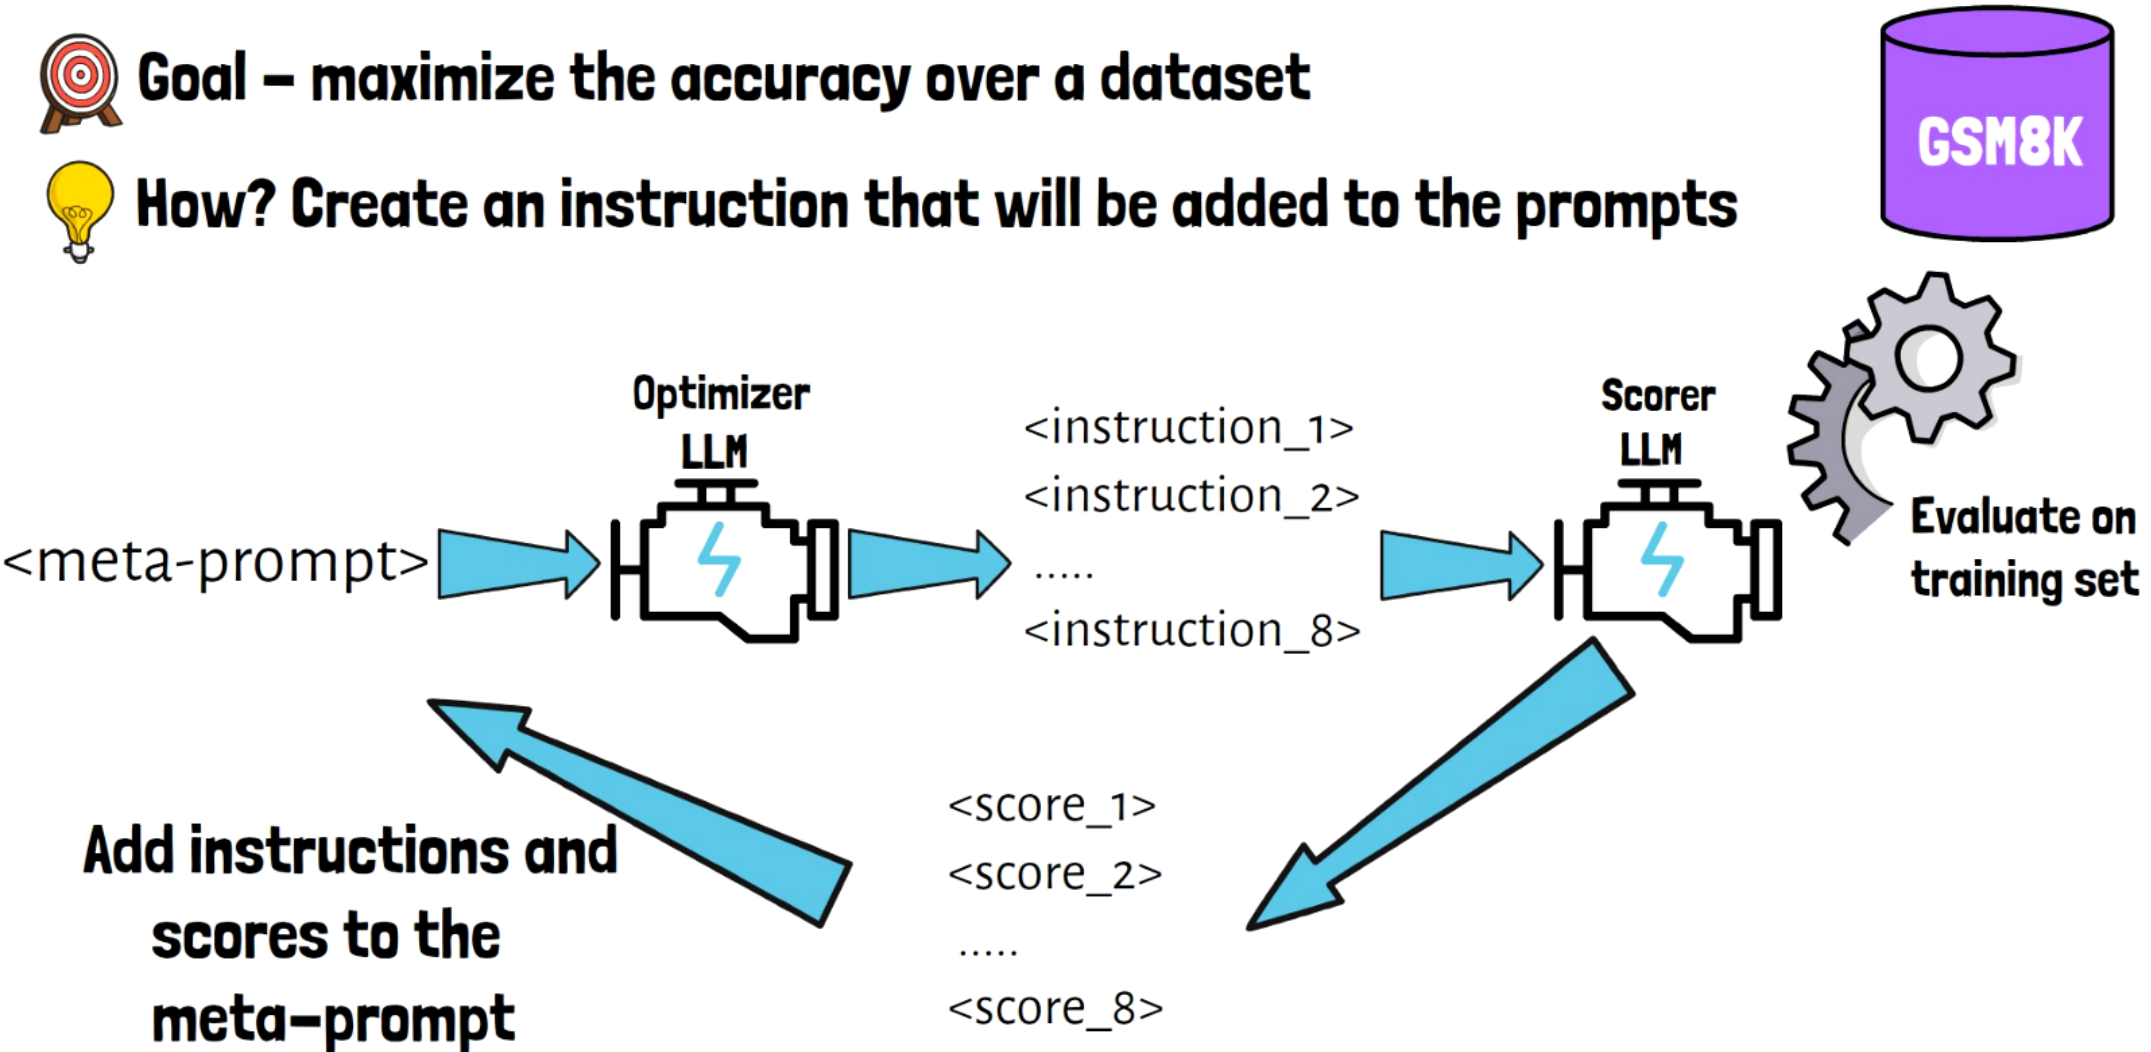 Goal – maximize the accuracy over a dataset
GSM8K
How? Create an instruction that will be added to the prompts
<meta-prompt>
Optimizer
LLM
<instruction_1>
<instruction_2>
.....
<instruction_8>
Scorer
LLM
Evaluate on
training set
<score_1>
<score_2>
.....
<score_8>
Add instructions and
scores to the
meta-prompt